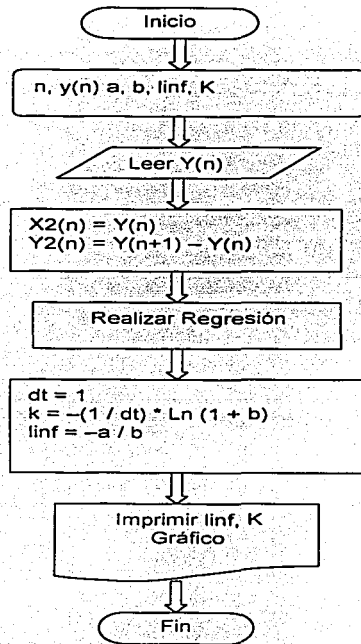 Inicio
n, y(n) a, b, linf, K
Leer Y(n)
X2(n) = Y(n)
Y2(n) = Y(n+1) – Y(n)
Realizar Regresión
dt = 1
k = –(1 / dt) * Ln (1 + b)
linf = –a / b
Imprimir linf, K
Gráfico
Fin